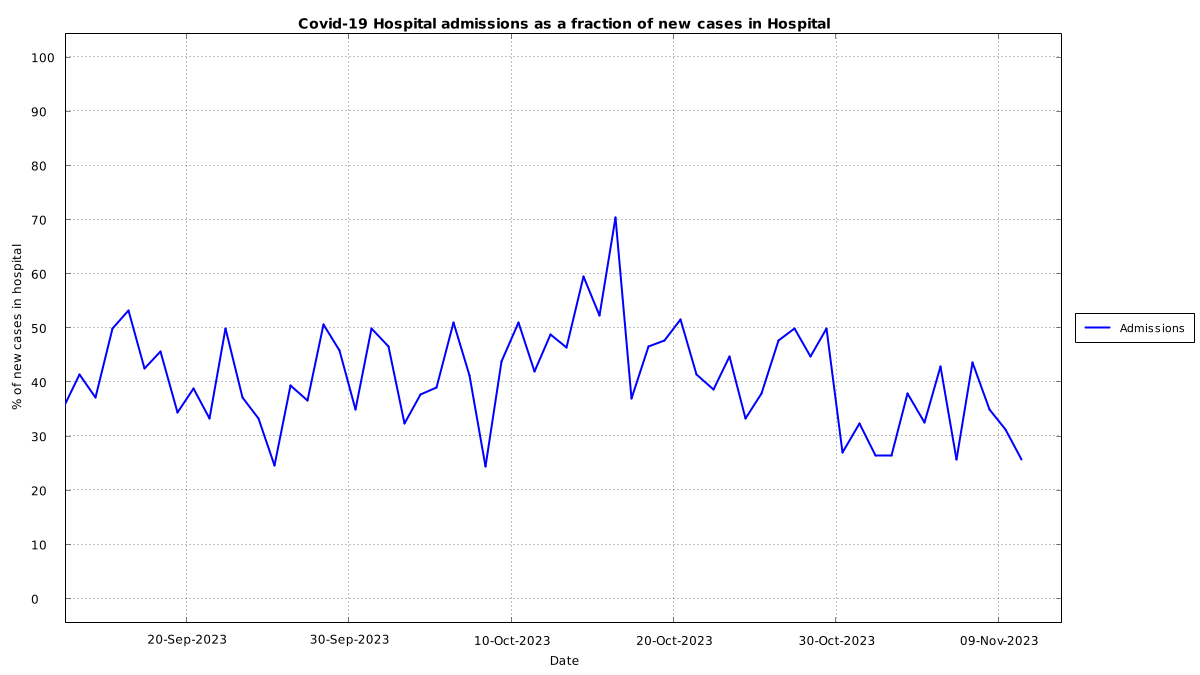 Covid-19 Hospital admissions as a fraction of new cases in Hospital
% of new cases in hospital
100
90
80
70
60
50
40
30
20
10
0
20-Sep-2023
30-Sep-2023
10-Oct-2023
20-Oct-2023
30-Oct-2023
09-Nov-2023
Date
Admissions